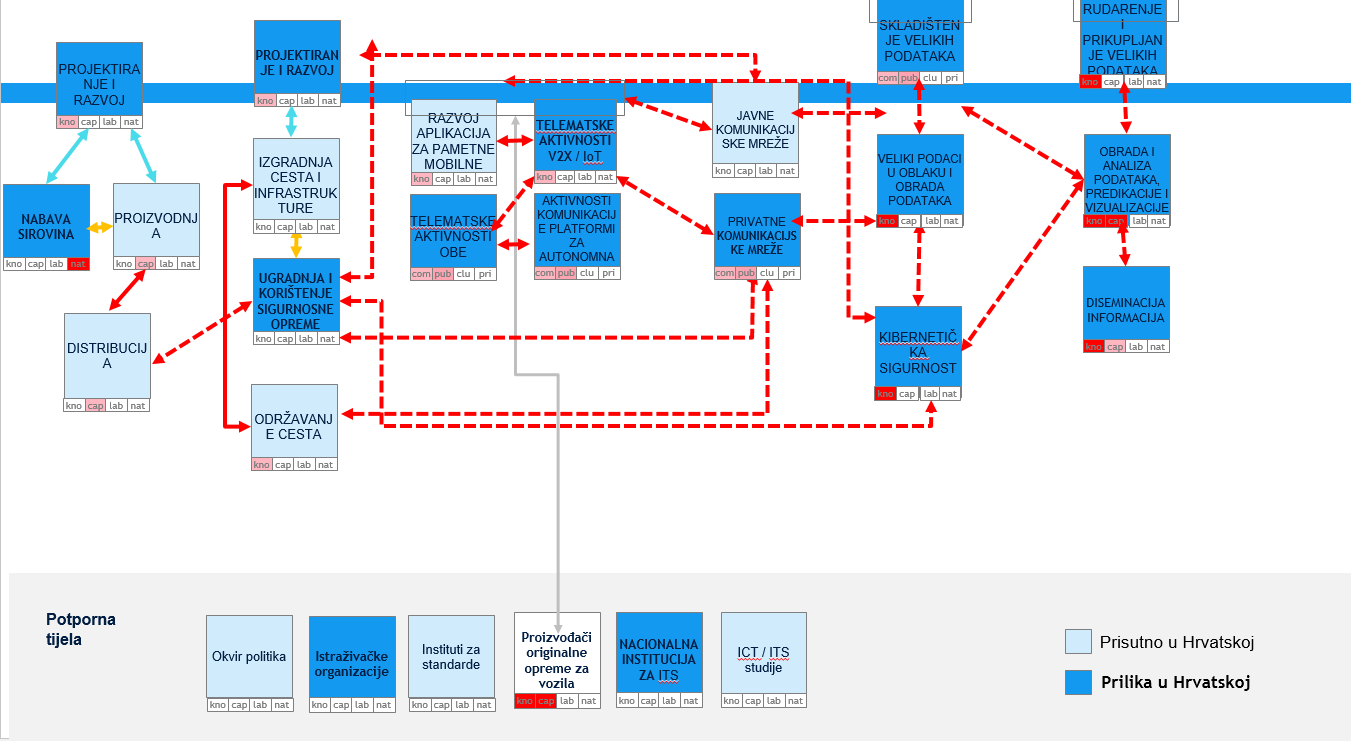 PROJEKTIRA
NJE I
RAZVOJ
kno cap lab nat
PROJEKTIRAN
JE I RAZVOJ
kno cap lab nat
SKLADIŠTEN
JE VELIKIH
PODATAKA
com pub clu pri
RUDARENJE
i
PRIKUPLJAN
JE VELIKIH
PODATAKA
kno cap lab nat
RAZVOJ
APLIKACIJA
ZA PAMETNE
MOBILNE
kno cap lab nat
TELEMATSKE
AKTIVNOSTI
V2X / IoT
kno cap lab nat
JAVNE
KOMUNIKACIJ
SKE MREŽE
kno cap lab nat
IZGRADNJA
CESTA I
INFRASTRUK
TURE
kno cap lab nat
VELIKI PODACI
U OBLAKU I
OBRADA
PODATAKA
kno cap lab nat
OBRADA I
ANALIZA
PODATAKA,
PREDIKACIJE I
VIZUALIZACIJE
kno cap lab nat
NABAVA
SIROVINA
kno cap lab nat
PROIZVODNJ
A
kno cap lab nat
TELEMATSKE
AKTIVNOSTI
OBE
com pub clu pri
AKTIVNOSTI
KOMUNIKACIJ
E PLATFORMI
ZA
AUTONOMNA
com pub clu pri
PRIVATNE
KOMUNIKACIJS
KE MREŽE
com pub clu pri
UGRADNJA I
KORIŠTENJE
SIGURNOSNE
OPREME
kno cap lab nat
DISEMINACIJA
INFORMACIJA
kno cap lab nat
DISTRIBUCIJ
A
kno cap lab nat
KIBERNETIČ
KA
SIGURNOST
kno cap lab nat
ODRŽAVANJ
E CESTA
kno cap lab nat
Potporna
tijela
Okvir politika
kno cap lab nat
Istraživačke
organizacije
kno cap lab nat
Instituti za
standarde
kno cap lab nat
Proizvođači
originalne
opreme za
vozila
kno cap lab nat
NACIONALNA
INSTITUCIJA
ZA ITS
kno cap lab nat
ICT / ITS
studije
kno cap lab nat
Prisutno u Hrvatskoj
Prilika u Hrvatskoj